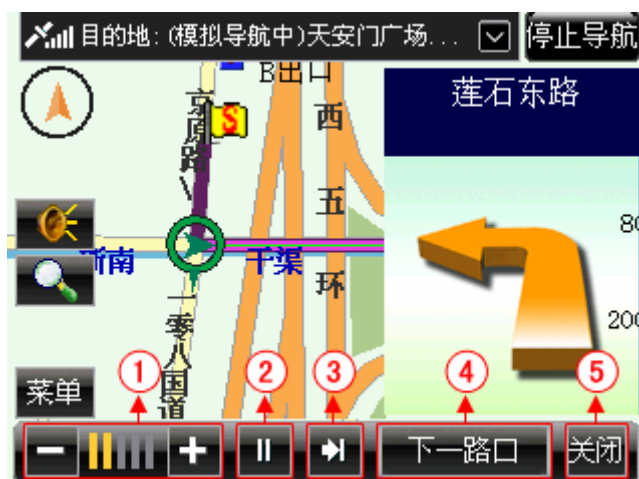 目的地: (模拟导航中)天安门广场...
停止导航
B出口
莲石东路
S
京原路
西五环
新南
干渠
80
200
一零八国道
菜单
1
2
3
4
5
下一路口
关闭